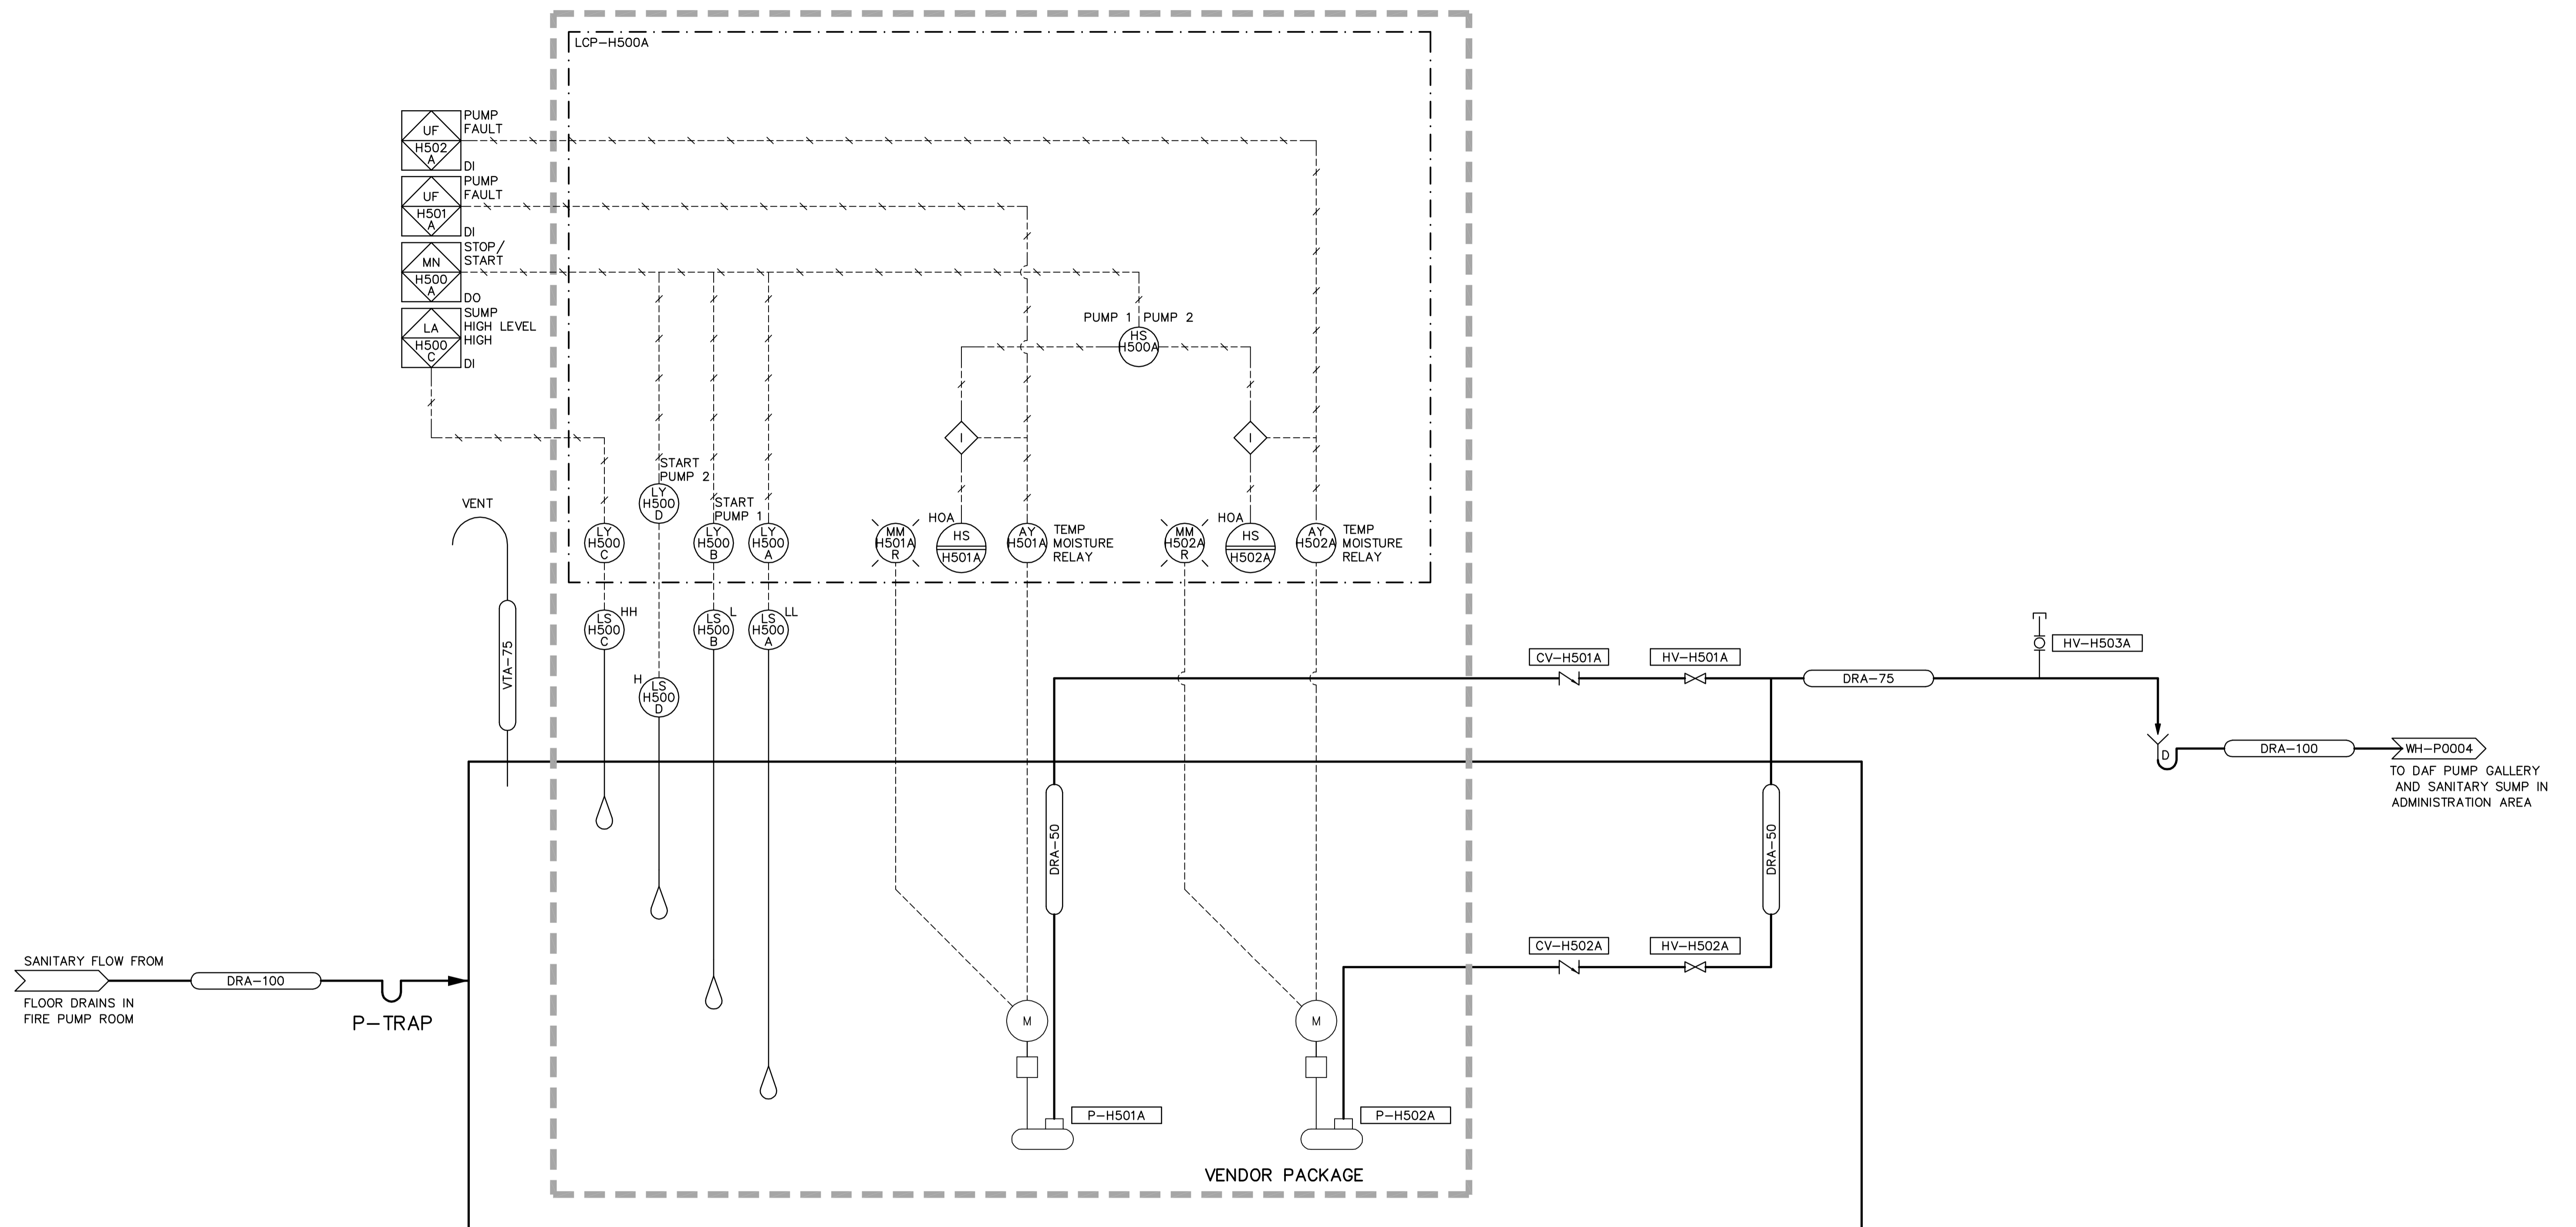 LCP-H500A
PUMP
FAULT
UF
H502
A
DI
PUMP
FAULT
UF
H501
A
DI
STOP/
START
MN
H500
A
DO
SUMP
HIGH LEVEL
HIGH
LA
H500
C
DI
PUMP 1
PUMP 2
HS
H500A
I
I
START
PUMP 2
LY
H500
D
START
PUMP 1
VENT
LY
H500
C
LY
H500
B
LY
H500
A
MM
H501A
R
HOA
HS
H501A
AY
H501A
TEMP
MOISTURE
RELAY
MM
H502A
R
HOA
HS
H502A
AY
H502A
TEMP
MOISTURE
RELAY
HH
LS
H500
C
L
LS
H500
B
LL
LS
H500
A
H
LS
H500
D
VTA-75
CV-H501A
HV-H501A
DRA-75
HV-H503A
D
DRA-100
WH-P0004
TO DAF PUMP GALLERY
AND SANITARY SUMP IN
ADMINISTRATION AREA
DRA-50
DRA-50
CV-H502A
HV-H502A
SANITARY FLOW FROM
DRA-100
FLOOR DRAINS IN
FIRE PUMP ROOM
P-TRAP
M
M
P-H501A
P-H502A
VENDOR PACKAGE